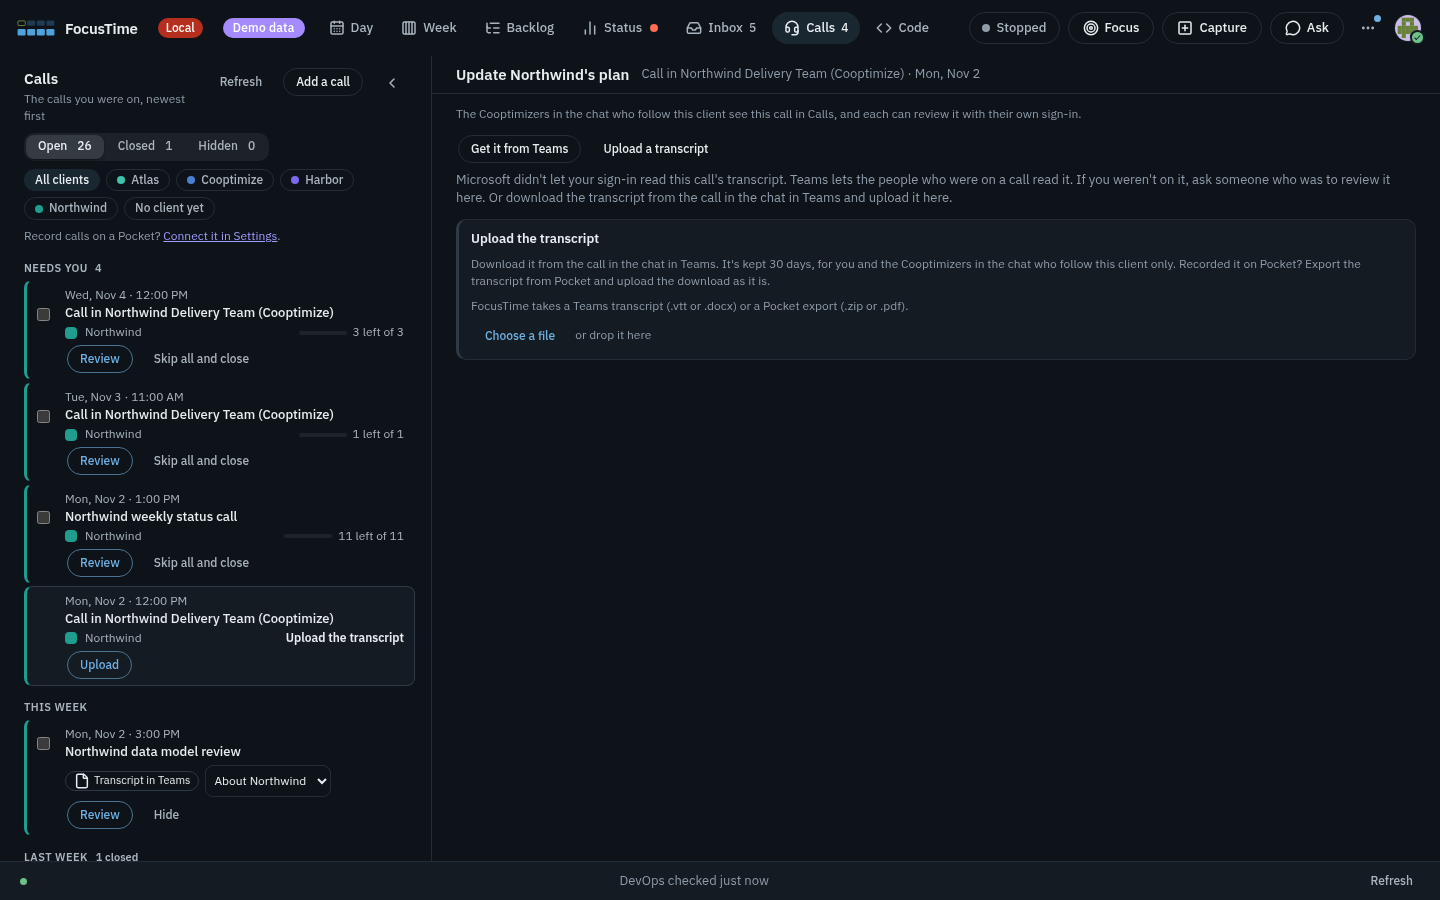 FocusTime
Local
Demo data
Day
Week
Backlog
Status
Inbox 5
Calls 4
Code
Stopped
Focus
Capture
Ask
Calls
The calls you were on, newest
first
Refresh
Add a call
Open 26
Closed 1
Hidden 0
All clients
Atlas
Cooptimize
Harbor
Northwind
No client yet
Record calls on a Pocket? Connect it in Settings.
NEEDS YOU 4
Wed, Nov 4 · 12:00 PM
Call in Northwind Delivery Team (Cooptimize)
Northwind
3 left of 3
Review
Skip all and close
Tue, Nov 3 · 11:00 AM
Call in Northwind Delivery Team (Cooptimize)
Northwind
1 left of 1
Review
Skip all and close
Mon, Nov 2 · 1:00 PM
Northwind weekly status call
Northwind
11 left of 11
Review
Skip all and close
Mon, Nov 2 · 12:00 PM
Call in Northwind Delivery Team (Cooptimize)
Northwind
Upload the transcript
Upload
THIS WEEK
Mon, Nov 2 · 3:00 PM
Northwind data model review
Transcript in Teams
About Northwind
Review
Hide
LAST WEEK 1 closed
Update Northwind's plan
Call in Northwind Delivery Team (Cooptimize) · Mon, Nov 2
The Cooptimizers in the chat who follow this client see this call in Calls, and each can review it with their own sign-in.
Get it from Teams
Upload a transcript
Microsoft didn't let your sign-in read this call's transcript. Teams lets the people who were on a call read it. If you weren't on it, ask someone who was to review it
here. Or download the transcript from the call in the chat in Teams and upload it here.
Upload the transcript
Download it from the call in the chat in Teams. It's kept 30 days, for you and the Cooptimizers in the chat who follow this client only. Recorded it on Pocket? Export the
transcript from Pocket and upload the download as it is.
FocusTime takes a Teams transcript (.vtt or .docx) or a Pocket export (.zip or .pdf).
Choose a file
or drop it here
DevOps checked just now
Refresh